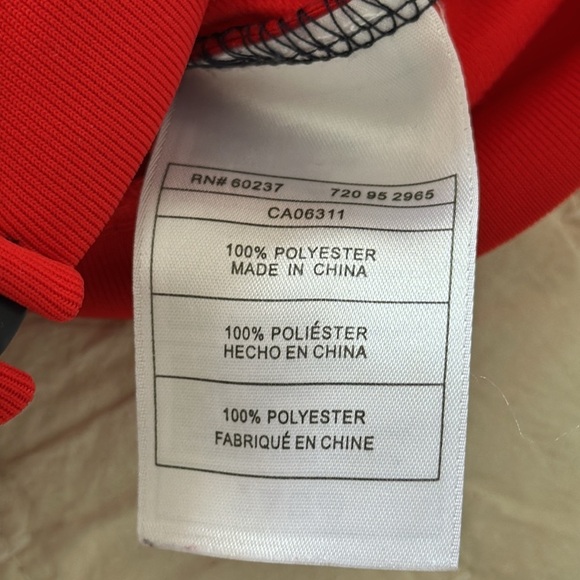 RN# 60237 720 95 2965
CA06311
100% POLYESTER
MADE IN CHINA
100% POLIÉSTER
HECHO EN CHINA
100% POLYESTER
FABRIQUÉ EN CHINE